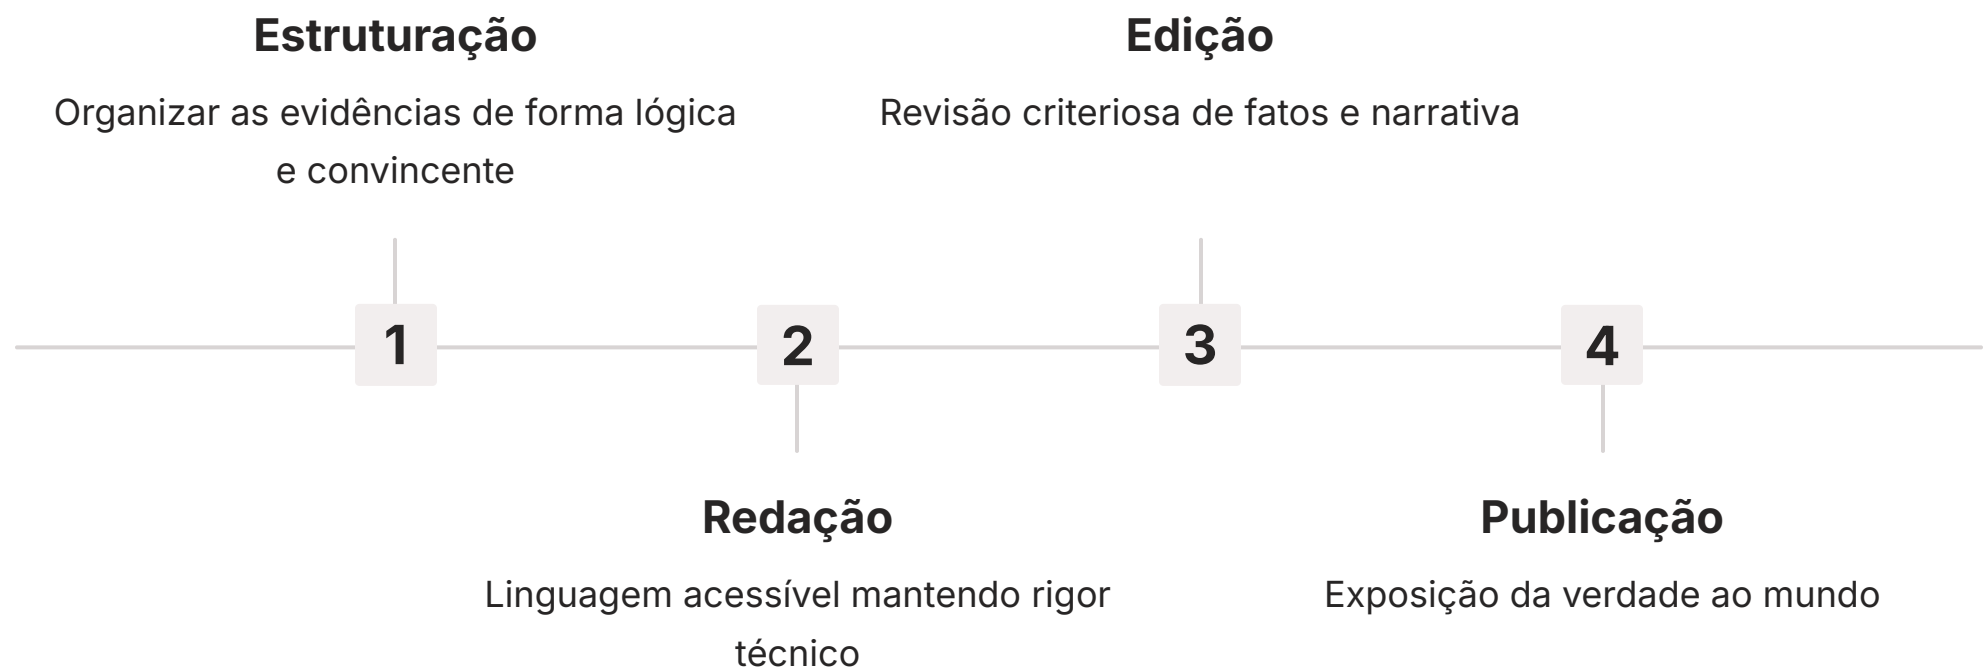 Estruturação
Organizar as evidências de forma lógica
e convincente
Edição
Revisão criteriosa de fatos e narrativa
1
2
3
4
Redação
Linguagem acessível mantendo rigor
técnico
Publicação
Exposição da verdade ao mundo